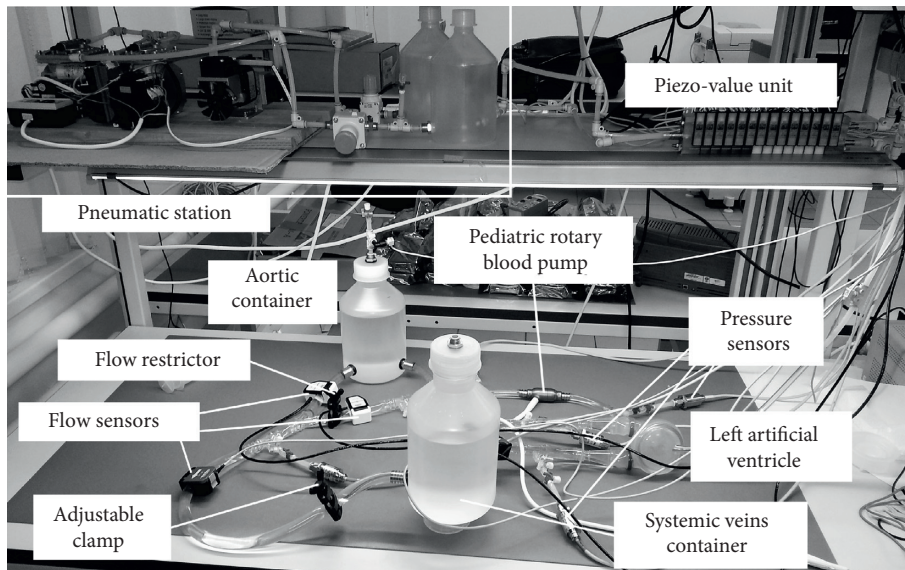 Piezo-value unit
Pneumatic station
Pediatric rotary
blood pump
Aortic
container
Pressure
sensors
Flow restrictor
Flow sensors
Left artificial
ventricle
Adjustable
clamp
Systemic veins
container